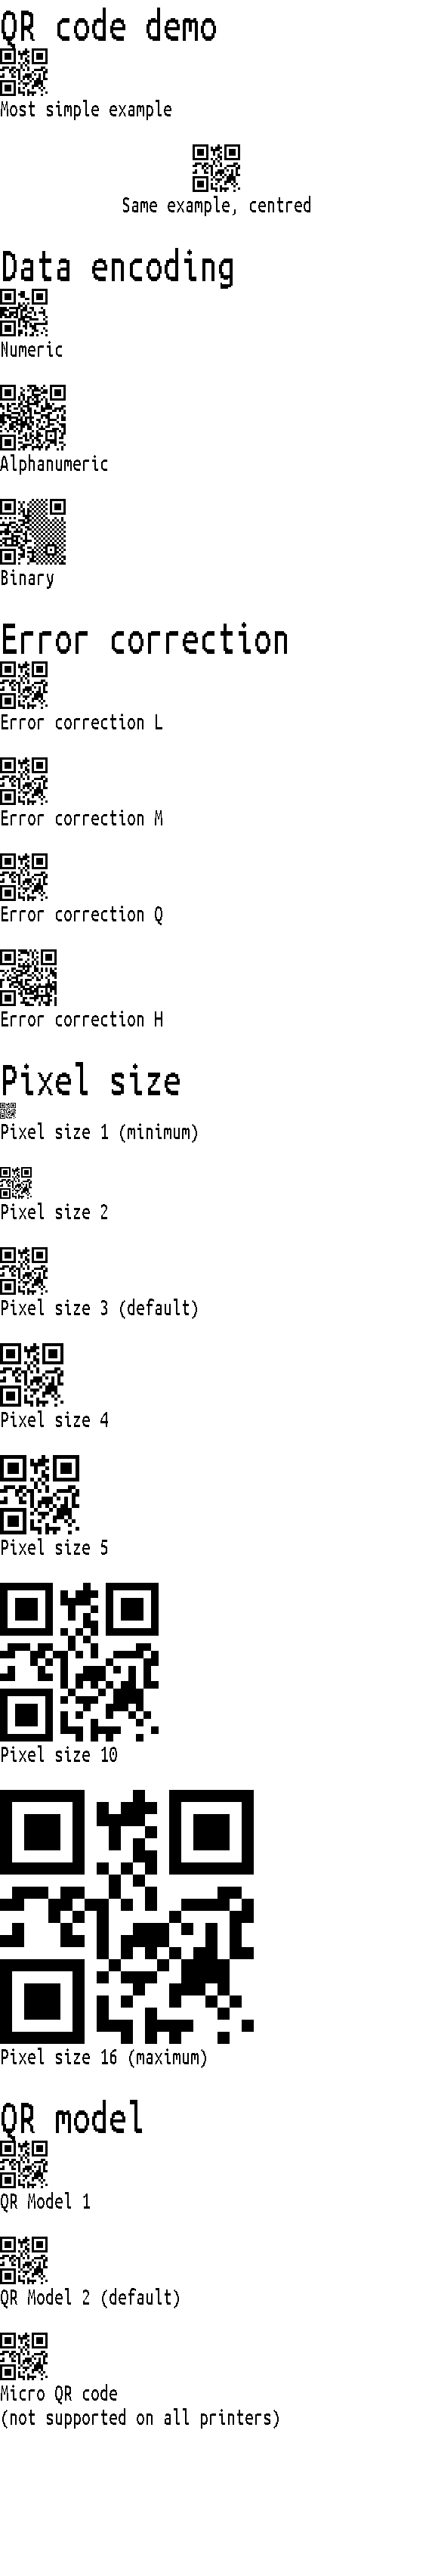 QR code demo
Most simple example
Same example, centred
Data encoding
Numeric
Alphanumeric
Binary
Error correction
Error correction L
Error correction M
Error correction Q
Error correction H
Pixel size
Pixel size 1 (minimum)
Pixel size 2
Pixel size 3 (default)
Pixel size 4
Pixel size 5
Pixel size 10
Pixel size 16 (maximum)
QR model
QR Model 1
QR Model 2 (default)
Micro QR code
(not supported on all printers)